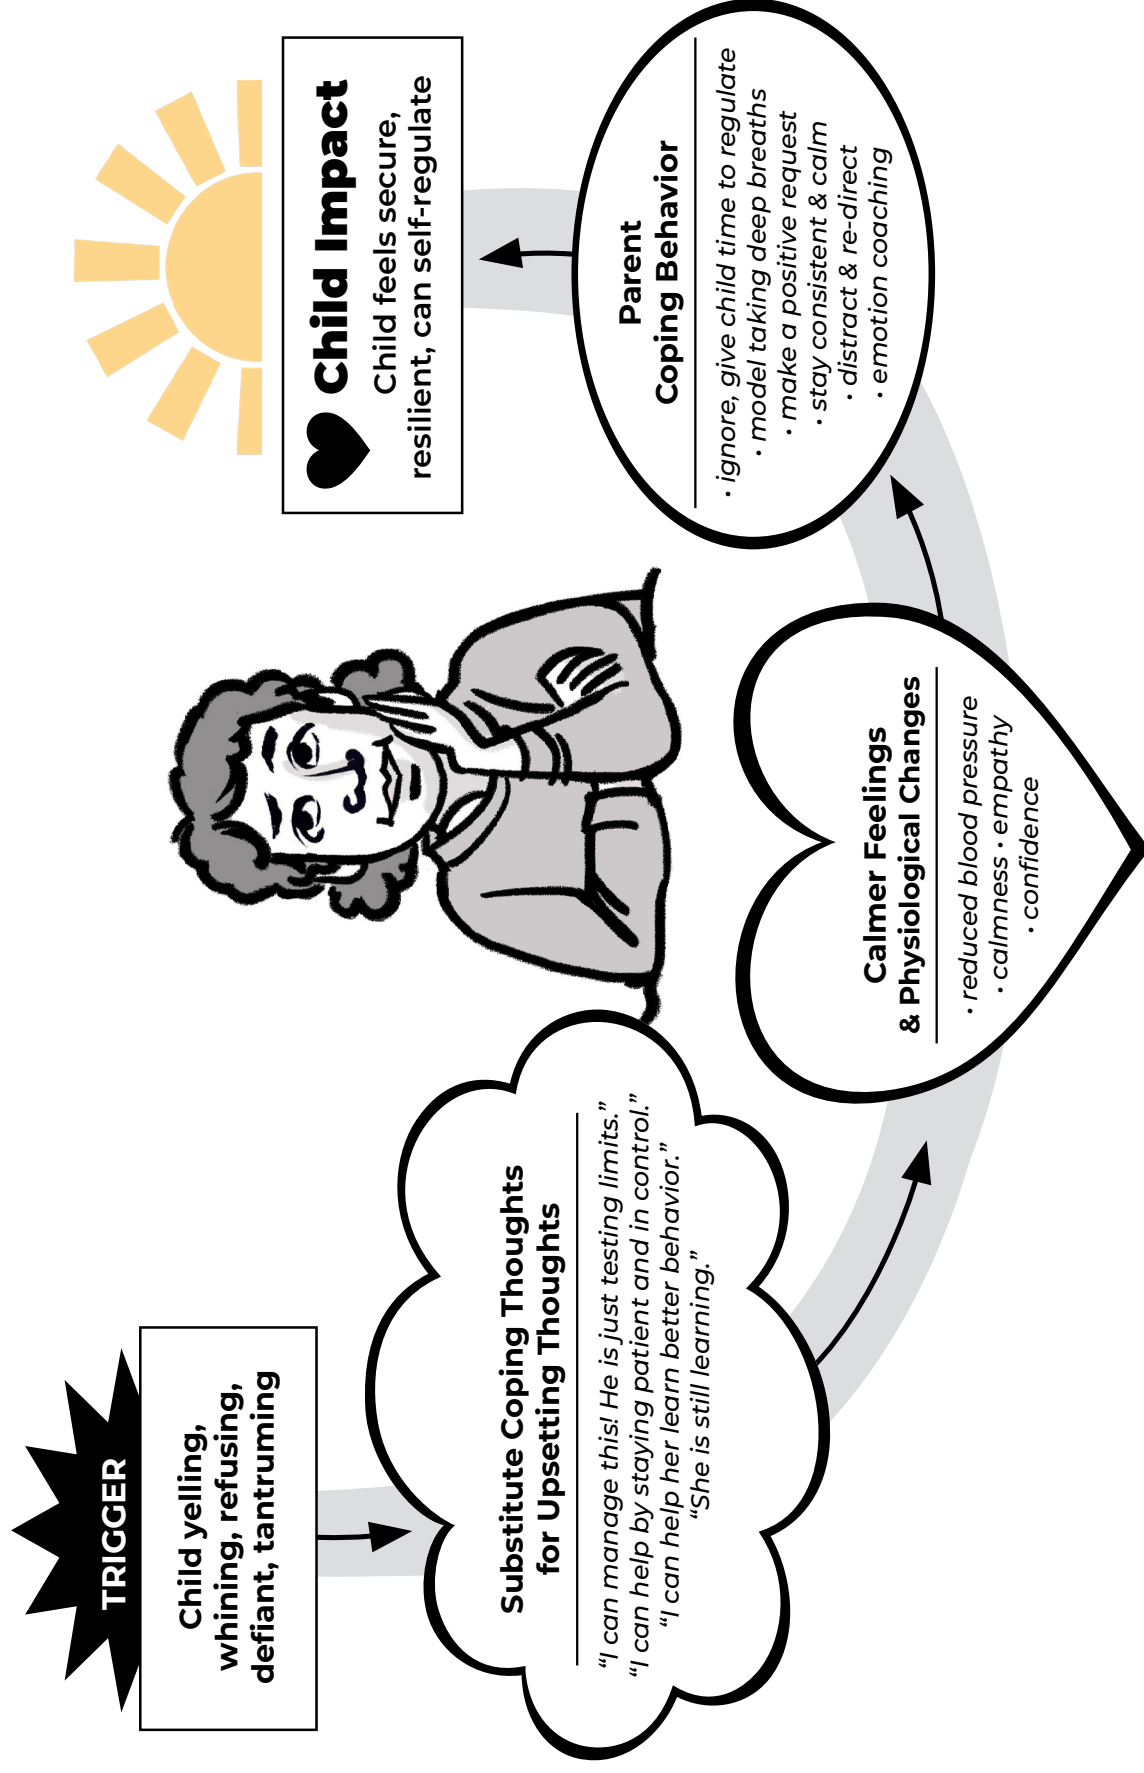 TRIGGER
Child yelling,
whining, refusing,
defiant, tantruming
Substitute Coping Thoughts
for Upsetting Thoughts
“I can manage this! He is just testing limits.”
“I can help by staying patient and in control.”
“I can help her learn better behavior.”
“She is still learning.”
Calmer Feelings
& Physiological Changes
• reduced blood pressure
• calmness • empathy
• confidence
Parent
Coping Behavior
• ignore, give child time to regulate
• model taking deep breaths
• make a positive request
• stay consistent & calm
• distract & re-direct
• emotion coaching
Child Impact
Child feels secure,
resilient, can self-regulate